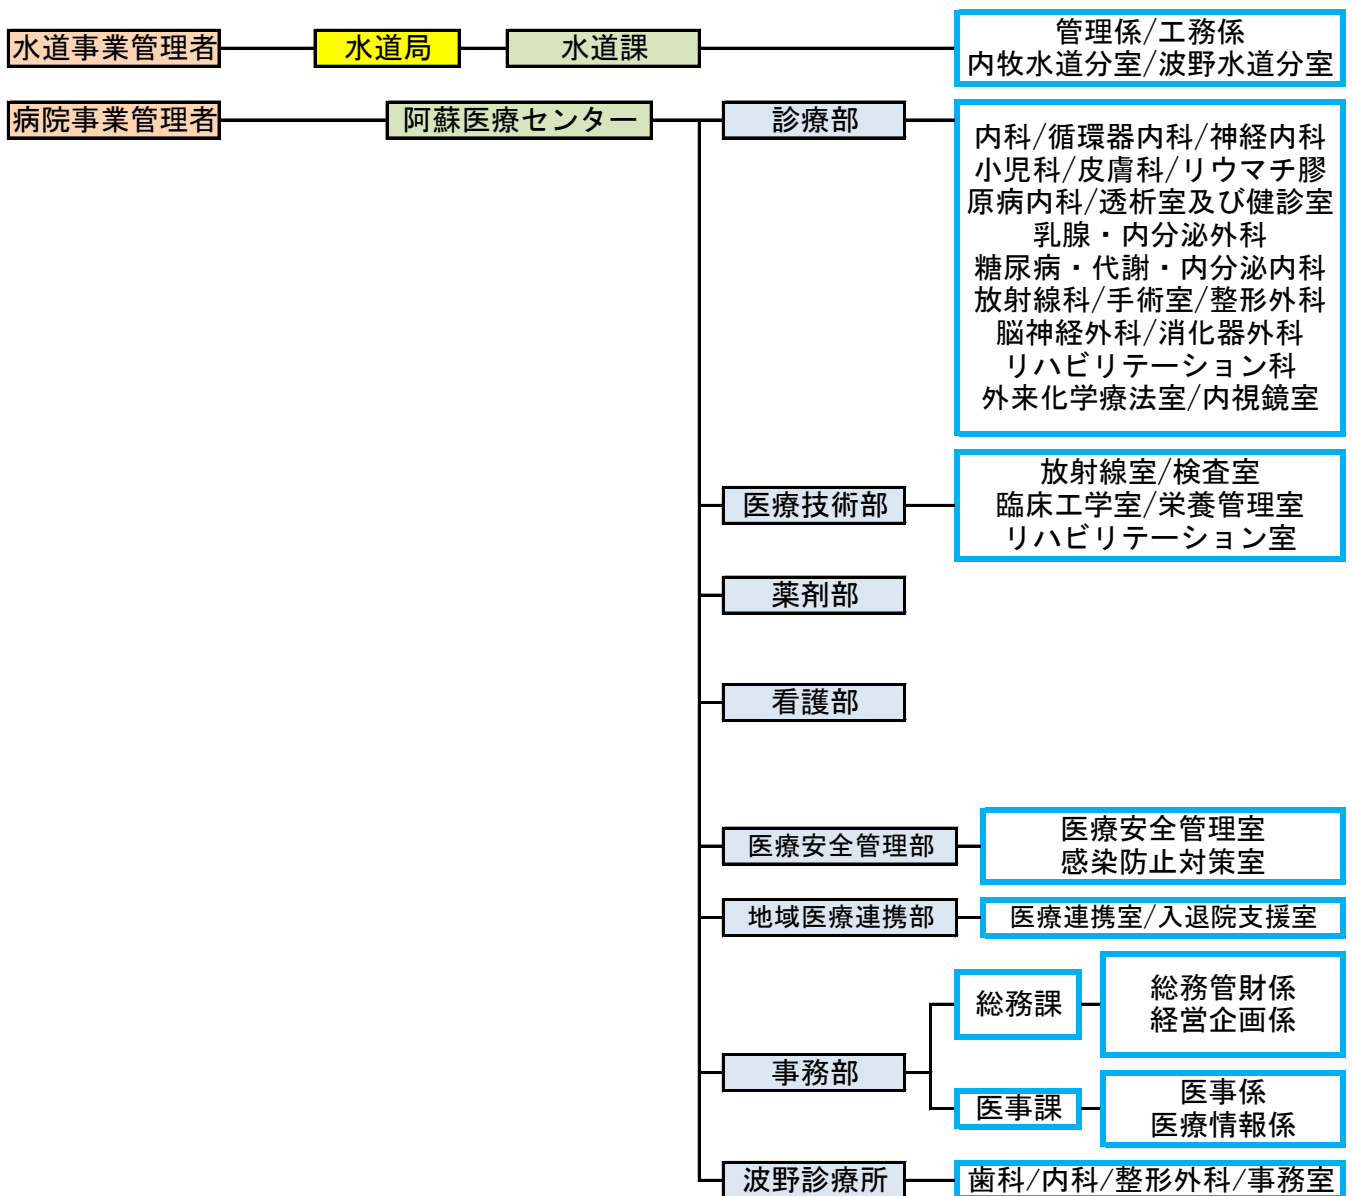 水道事業管理者
水道局
水道課
管理係/工務係
内牧水道分室/波野水道分室
病院事業管理者
阿蘇医療センター
診療部
内科/循環器内科/神経内科
小児科/皮膚科/リウマチ膠
原病内科/透析室及び健診室
乳腺・内分泌外科
糖尿病・代謝・内分泌内科
放射線科/手術室/整形外科
脳神経外科/消化器外科
リハビリテーション科
外来化学療法室/内視鏡室
医療技術部
放射線室/検査室
臨床工学室/栄養管理室
リハビリテーション室
薬剤部
看護部
医療安全管理部
医療安全管理室
感染防止対策室
地域医療連携部
医療連携室/入退院支援室
事務部
総務課
総務管財係
経営企画係
医事課
医事係
医療情報係
波野診療所
歯科/内科/整形外科/事務室